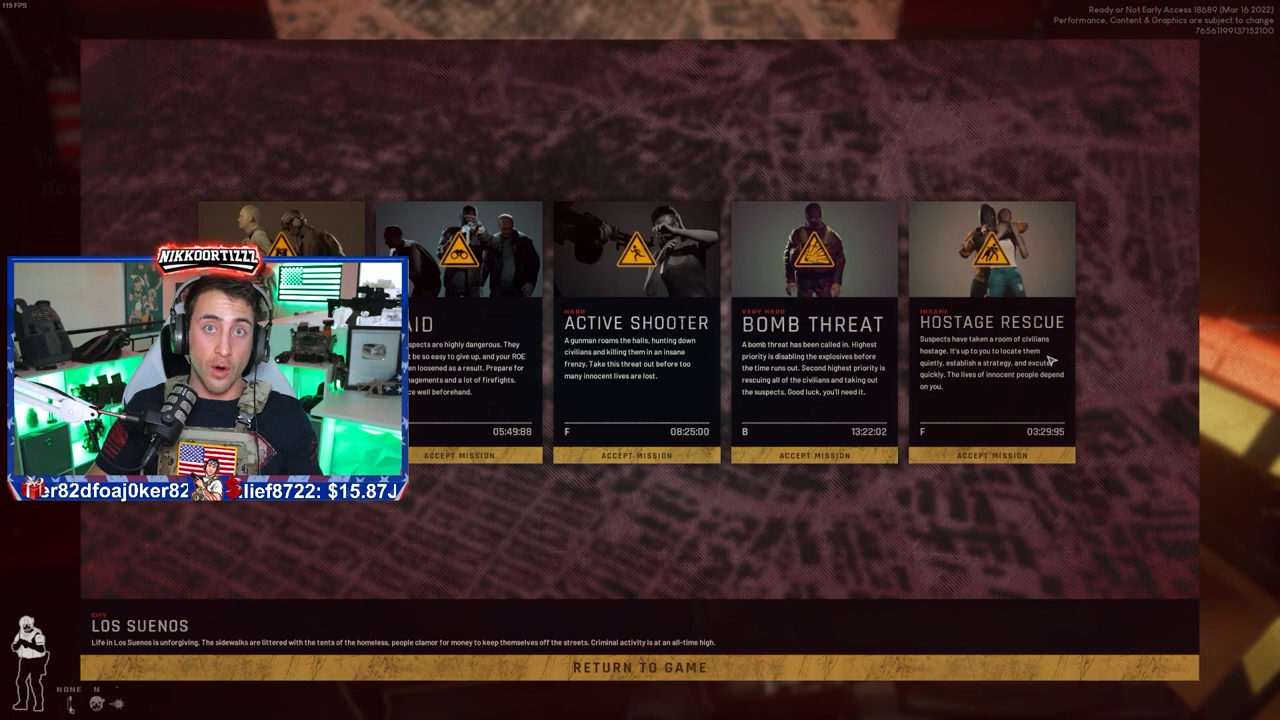 119 FPS
Ready or Not Early Access 18689 (Mar 16 2022)
Performance, Content & Graphics are subject to change
76561199137152100
NIKKOORTIZZZ
er82dfoaj0ker82
lief8722: $15.87J
AID
spects are highly dangerous. They
t be so easy to give up, and your ROE
en loosened as a result. Prepare for
agements and a lot of firefights.
ce well beforehand.
05:49:88
ACCEPT MISSION
HARD
ACTIVE SHOOTER
A gunman roams the halls, hunting down
civilians and killing them in an insane
frenzy. Take this threat out before too
many innocent lives are lost.
F 08:25:00
ACCEPT MISSION
VERY HARD
BOMB THREAT
A bomb threat has been called in. Highest
priority is disabling the explosives before
the time runs out. Second highest priority is
rescuing all of the civilians and taking out
the suspects. Good luck, you'll need it.
B 13:22:02
ACCEPT MISSION
INSANE
HOSTAGE RESCUE
Suspects have taken a room of civilians
hostage. It's up to you to locate them
quietly, establish a strategy, and execute
quickly. The lives of innocent people depend
on you.
F 03:29:95
ACCEPT MISSION
CITY
LOS SUENOS
Life in Los Suenos is unforgiving. The sidewalks are littered with the tents of the homeless, people clamor for money to keep themselves off the streets. Criminal activity is at an all-time high.
RETURN TO GAME
NONE N